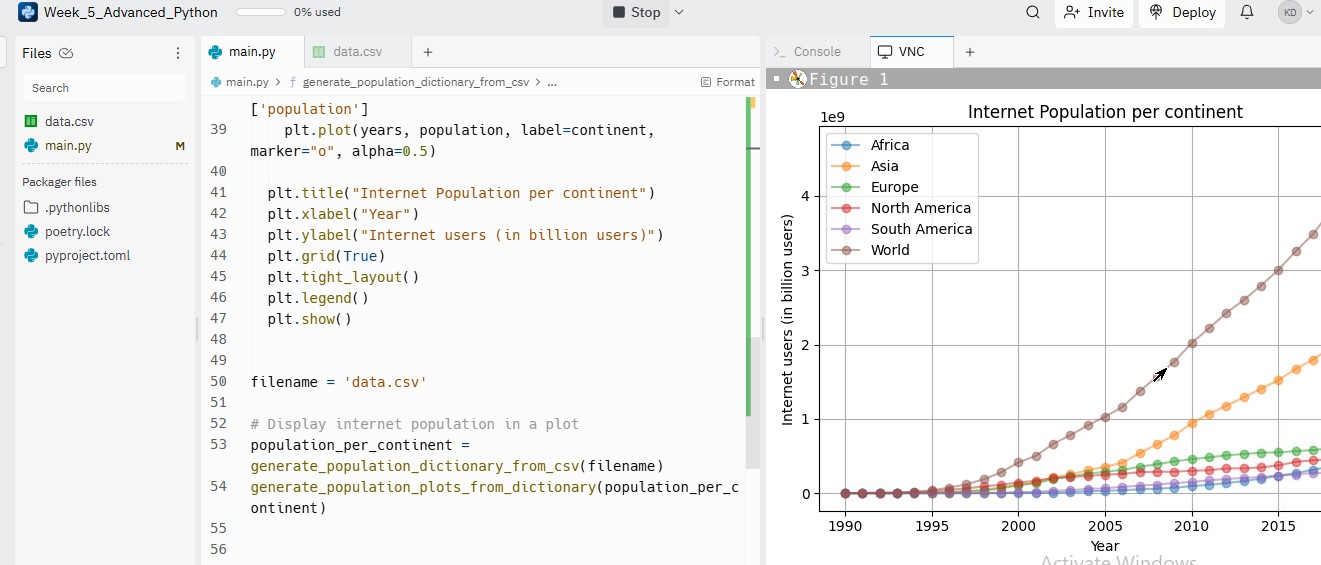 Week_5_Advanced_Python
0% used
Stop
Invite
Deploy
KD
Files
Search
data.csv
main.py
M
Packager files
.pythonlibs
poetry.lock
pyproject.toml
main.py
data.csv
main.py > f generate_population_dictionary_from_csv > ...
Format
['population']
39 plt.plot(years, population, label=continent,
marker="o", alpha=0.5)
40
41 plt.title("Internet Population per continent")
42 plt.xlabel("Year")
43 plt.ylabel("Internet users (in billion users)")
44 plt.grid(True)
45 plt.tight_layout()
46 plt.legend()
47 plt.show()
48
49
50 filename = 'data.csv'
51
52 # Display internet population in a plot
53 population_per_continent =
generate_population_dictionary_from_csv(filename)
54 generate_population_plots_from_dictionary(population_per_c
ontinent)
55
56
Console
VNC
Figure 1
Internet Population per continent
1e9
Africa
Asia
Europe
North America
South America
World
Internet users (in billion users)
4
3
2
1
0
1990 1995 2000 2005 2010 2015
Year
Activate Windows